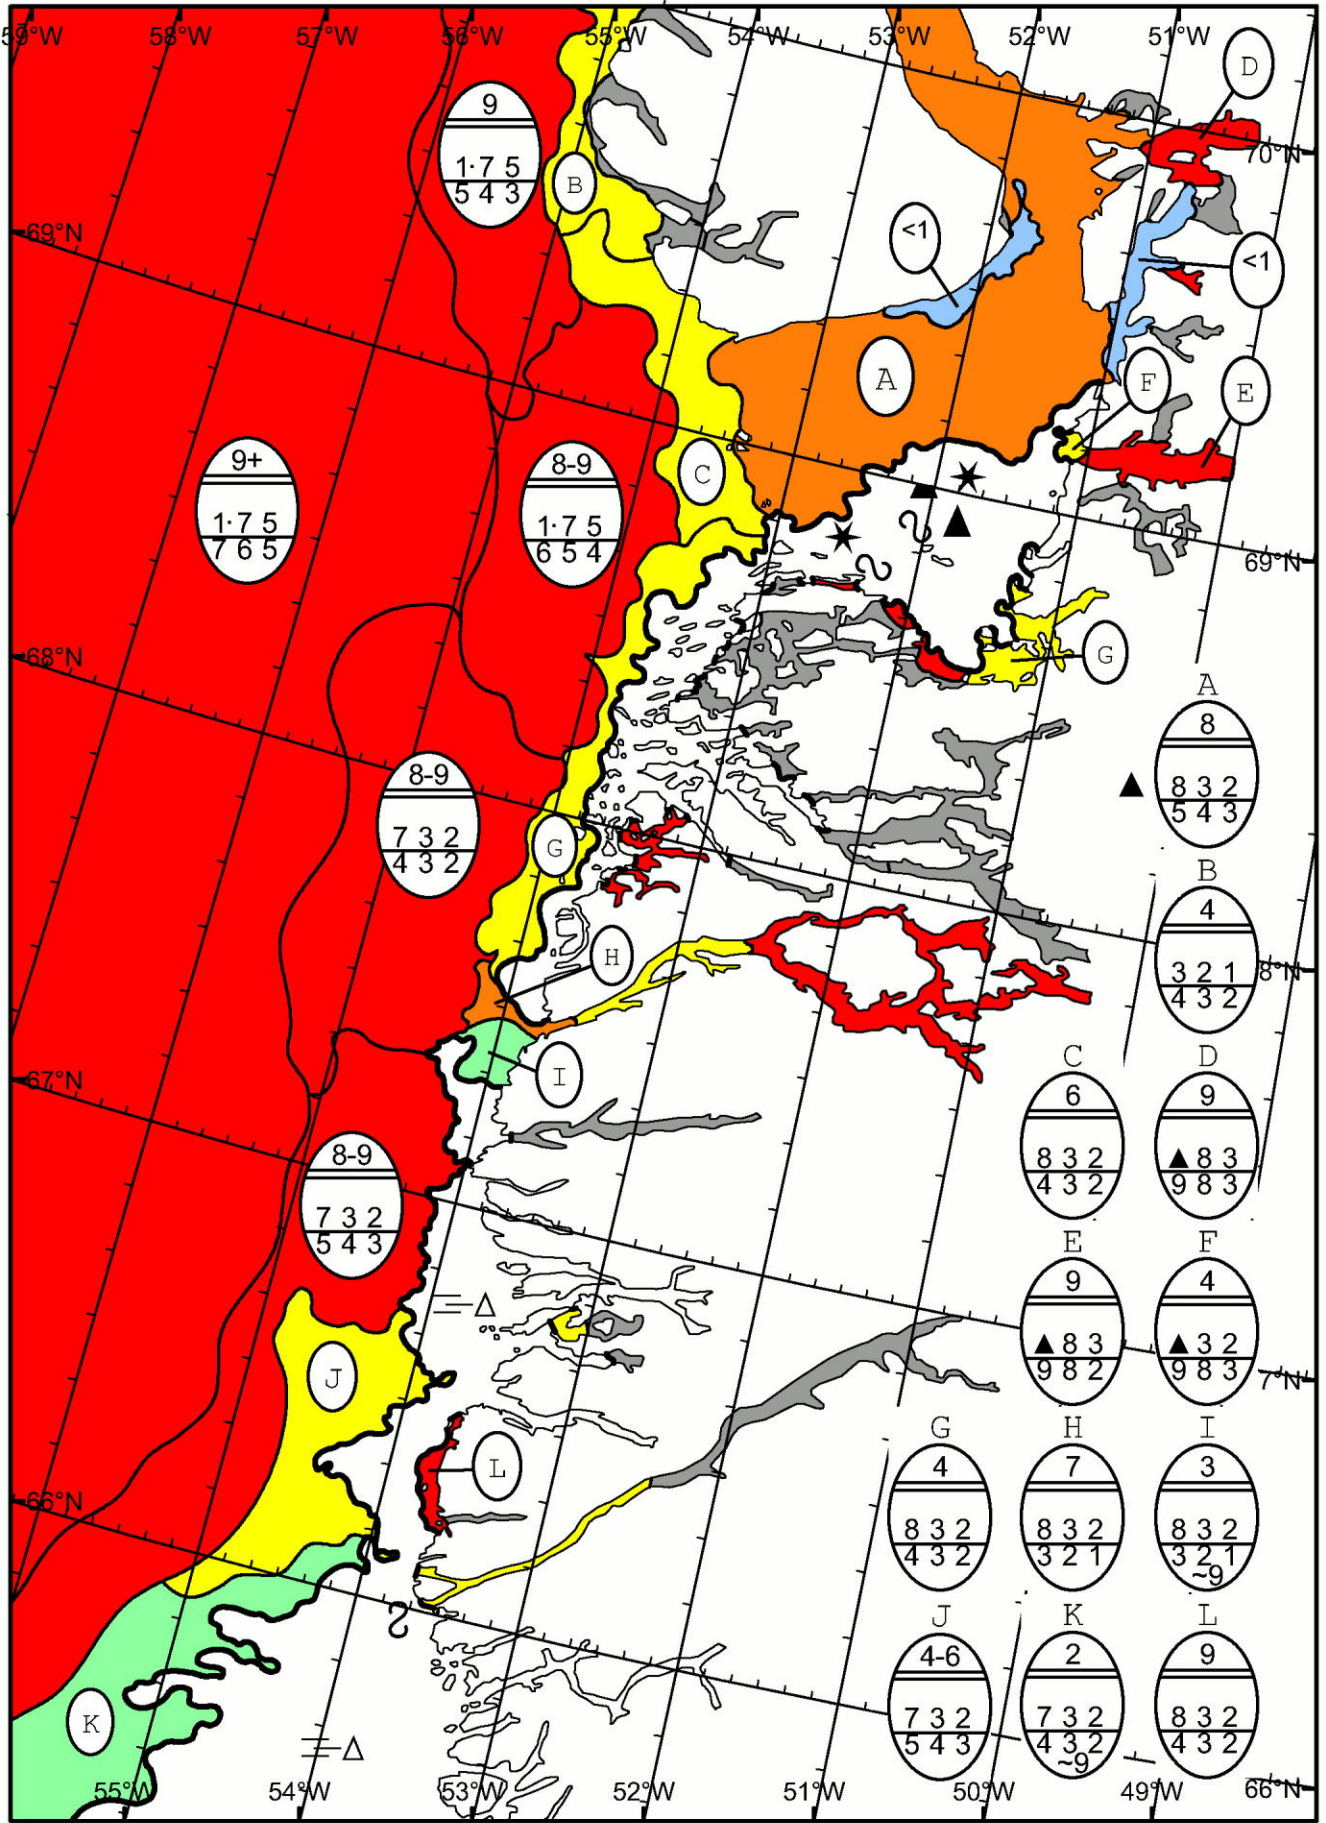 59°W 58°W 57°W 56°W 55°W 54°W 53°W 52°W 51°W
D
9
1·7 5
5 4 3
70°N
B
69°N
<1
<1
A
F
E
C
9+
1·7 5
7 6 5
8-9
1·7 5
6 5 4
69°N
68°N
G
A
8
8 3 2
5 4 3
8-9
7 3 2
4 3 2
G
B
4
3 2 1
4 3 2
H
8°N
I
67°N
C
6
8 3 2
4 3 2
D
9
▲ 8 3
9 8 3
8-9
7 3 2
5 4 3
E
9
▲ 8 3
9 8 2
F
4
▲ 3 2
9 8 3
J
7°N
L
G
4
8 3 2
4 3 2
H
7
8 3 2
3 2 1
I
3
8 3 2
3 2 1
~9
66°N
J
4-6
7 3 2
5 4 3
K
2
7 3 2
4 3 2
~9
L
9
8 3 2
4 3 2
K
55°W 54°W 53°W 52°W 51°W 50°W 49°W 66°N